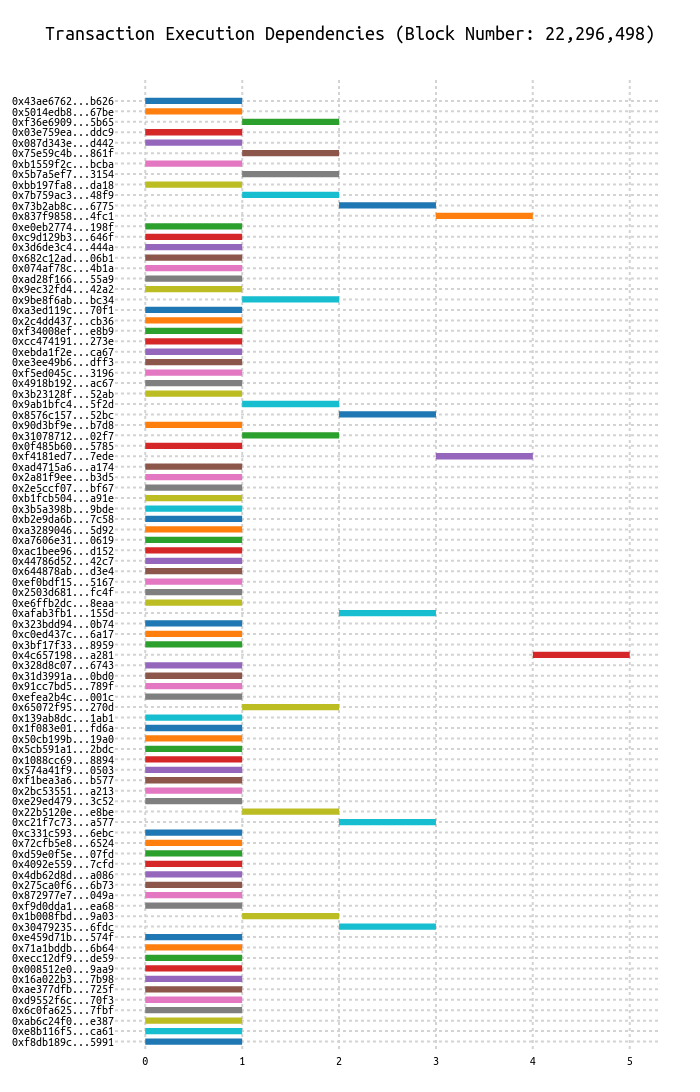 Transaction Execution Dependencies (Block Number: 22,296,498)
0x43ae6762...b626
0x5014edb8...67be
0xf36e6909...5b65
0x03e759ea...ddc9
0x087d343e...d442
0x75e59c4b...861f
0xb1559f2c...bcba
0x5b7a5ef7...3154
0xbb197fa8...da18
0x7b759ac3...48f9
0x73b2ab8c...6775
0x837f9858...4fc1
0xe0eb2774...198f
0xc9d129b3...646f
0x3d6de3c4...444a
0x682c12ad...06b1
0x074af78c...4b1a
0xad28f166...55a9
0x9ec32fd4...42a2
0x9be8f6ab...bc34
0xa3ed119c...70f1
0x2c4dd437...cb36
0xf34008ef...e8b9
0xcc474191...273e
0xebda1f2e...ca67
0xe3ee49b6...dff3
0xf5ed045c...3196
0x4918b192...ac67
0x3b23128f...52ab
0x9ab1bfc4...5f2d
0x8576c157...52bc
0x90d3bf9e...b7d8
0x31078712...02f7
0x0f485b60...5785
0xf4181ed7...7ede
0xad4715a6...a174
0x2a81f9ee...b3d5
0x2e5ccf07...bf67
0xb1fcb504...a91e
0x3b5a398b...9bde
0xb2e9da6b...7c58
0xa3289046...5d92
0xa7606e31...0619
0xac1bee96...d152
0x44786d52...42c7
0x644878ab...d3e4
0xef0bdf15...5167
0x2503d681...fc4f
0xe6ffb2dc...8eaa
0xafab3fb1...155d
0x323bdd94...0b74
0xc0ed437c...6a17
0x3bf17f33...8959
0x4c657198...a281
0x328d8c07...6743
0x31d3991a...0bd0
0x91cc7bd5...789f
0xefea2b4c...001c
0x65072f95...270d
0x139ab8dc...1ab1
0x1f083e01...fd6a
0x50cb199b...19a0
0x5cb591a1...2bdc
0x1088cc69...8894
0x574a41f9...0503
0xf1bea3a6...b577
0x2bc53551...a213
0xe29ed479...3c52
0x22b5120e...e8be
0xc21f7c73...a577
0xc331c593...6ebc
0x72cfb5e8...6524
0xd59e0f5e...07fd
0x4092e559...7cfd
0x4db62d8d...a086
0x275ca0f6...6b73
0x872977e7...049a
0xf9d0dda1...ea68
0x1b008fbd...9a03
0x30479235...6fdc
0xe459d71b...574f
0x71a1bddb...6b64
0xecc12df9...de59
0x008512e0...9aa9
0x16a022b3...7b98
0xae377dfb...725f
0xd9552f6c...70f3
0x6c0fa625...7fbf
0xab6c24f0...e387
0xe8b116f5...ca61
0xf8db189c...5991
0 1 2 3 4 5